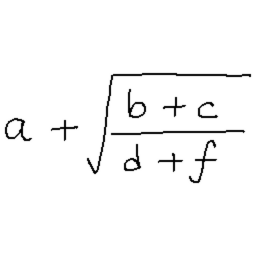 a + √((b + c)/(d + f))